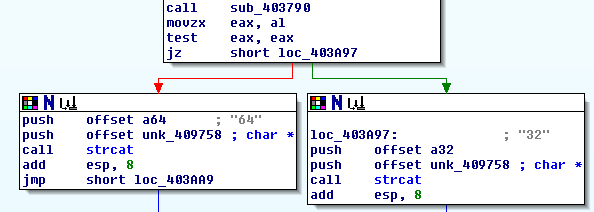 call sub_403790
movzx eax, al
test eax, eax
jz short loc_403A97
push offset a64 ; "64"
push offset unk_409758 ; char *
call strcat
add esp, 8
jmp short loc_403AA9
loc_403A97: ; "32"
push offset a32
push offset unk_409758 ; char *
call strcat
add esp, 8